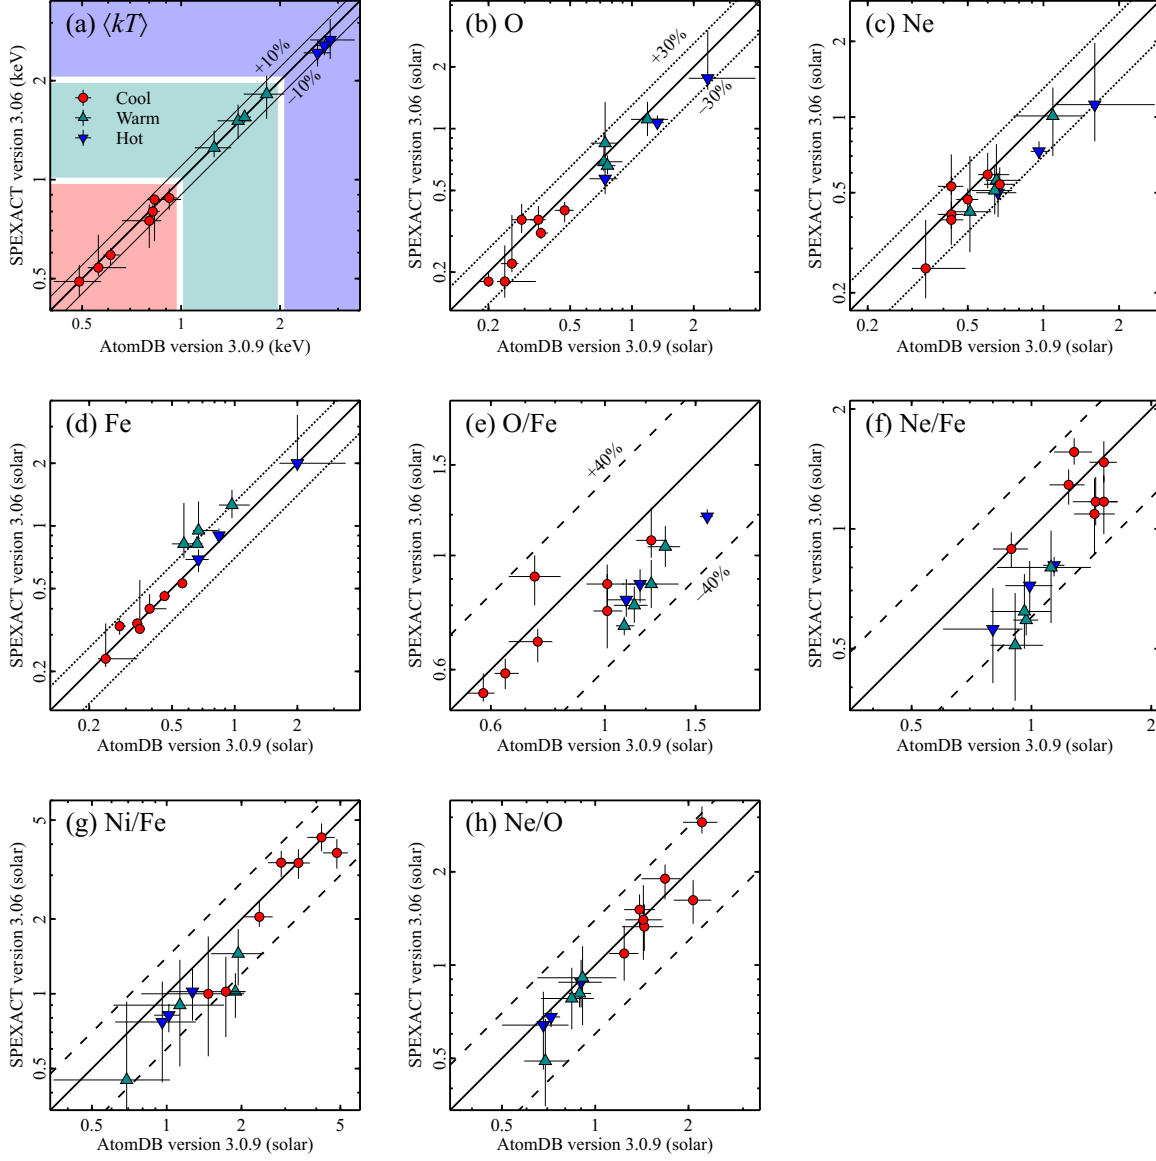 (a) ⟨kT⟩
+10%
−10%
Cool
Warm
Hot
SPEXACT version 3.06 (keV)
0.5
1
2
0.5
1
2
AtomDB version 3.0.9 (keV)
(b) O
+30%
−30%
SPEXACT version 3.06 (solar)
0.2
0.5
1
2
0.2
0.5
1
2
AtomDB version 3.0.9 (solar)
(c) Ne
SPEXACT version 3.06 (solar)
0.2
0.5
1
2
0.2
0.5
1
2
AtomDB version 3.0.9 (solar)
(d) Fe
SPEXACT version 3.06 (solar)
0.2
0.5
1
2
0.2
0.5
1
2
AtomDB version 3.0.9 (solar)
(e) O/Fe
+40%
−40%
SPEXACT version 3.06 (solar)
0.6
1
1.5
0.6
1
1.5
AtomDB version 3.0.9 (solar)
(f) Ne/Fe
SPEXACT version 3.06 (solar)
0.5
1
2
0.5
1
2
AtomDB version 3.0.9 (solar)
(g) Ni/Fe
SPEXACT version 3.06 (solar)
0.5
1
2
5
0.5
1
2
5
AtomDB version 3.0.9 (solar)
(h) Ne/O
SPEXACT version 3.06 (solar)
0.5
1
2
0.5
1
2
AtomDB version 3.0.9 (solar)